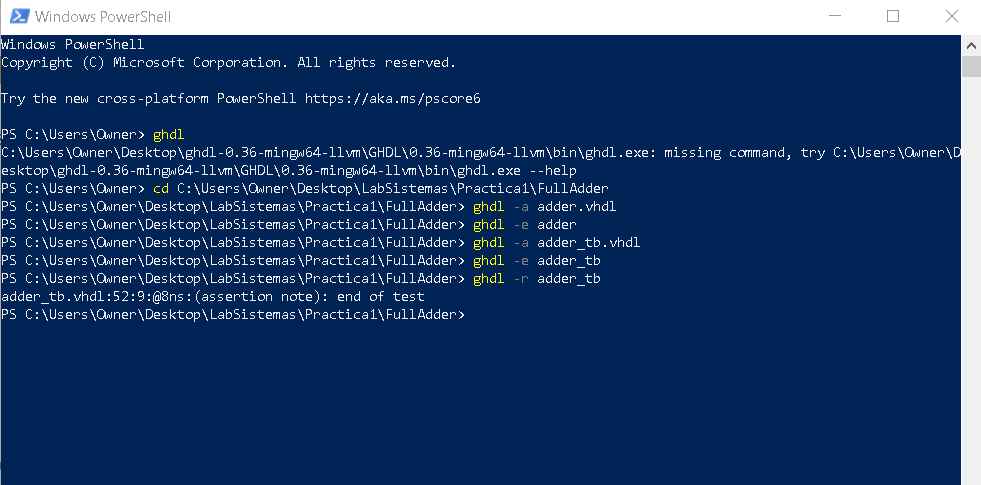 Windows PowerShell
Windows PowerShell
Copyright (C) Microsoft Corporation. All rights reserved.
Try the new cross-platform PowerShell https://aka.ms/pscore6
PS C:\Users\Owner> ghdl
C:\Users\Owner\Desktop\ghdl-0.36-mingw64-llvm\GHDL\0.36-mingw64-llvm\bin\ghdl.exe: missing command, try C:\Users\Owner\D
esktop\ghdl-0.36-mingw64-llvm\GHDL\0.36-mingw64-llvm\bin\ghdl.exe --help
PS C:\Users\Owner> cd C:\Users\Owner\Desktop\LabSistemas\Practica1\FullAdder
PS C:\Users\Owner\Desktop\LabSistemas\Practica1\FullAdder> ghdl -a adder.vhdl
PS C:\Users\Owner\Desktop\LabSistemas\Practica1\FullAdder> ghdl -e adder
PS C:\Users\Owner\Desktop\LabSistemas\Practica1\FullAdder> ghdl -a adder_tb.vhdl
PS C:\Users\Owner\Desktop\LabSistemas\Practica1\FullAdder> ghdl -e adder_tb
PS C:\Users\Owner\Desktop\LabSistemas\Practica1\FullAdder> ghdl -r adder_tb
adder_tb.vhdl:52:9:@8ns:(assertion note): end of test
PS C:\Users\Owner\Desktop\LabSistemas\Practica1\FullAdder>